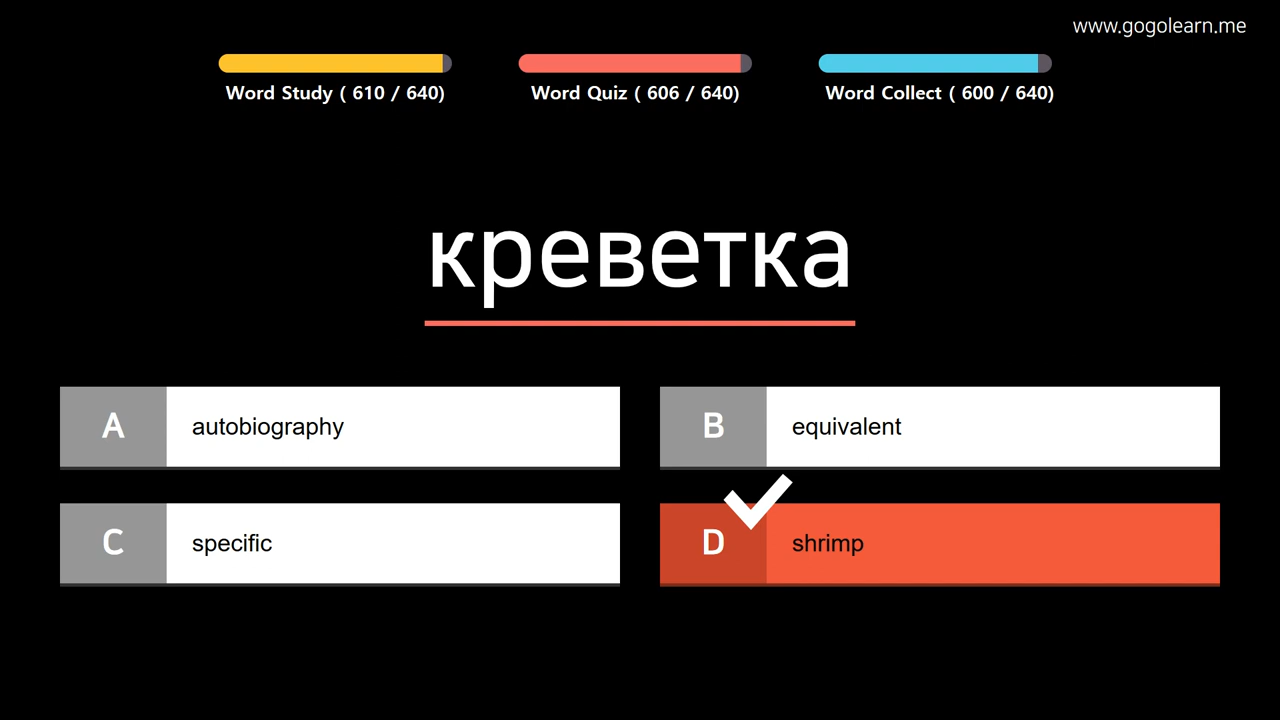 www.gogolearn.me
Word Study ( 610 / 640)
Word Quiz ( 606 / 640)
Word Collect ( 600 / 640)
креветка
A autobiography
B equivalent
C specific
D shrimp